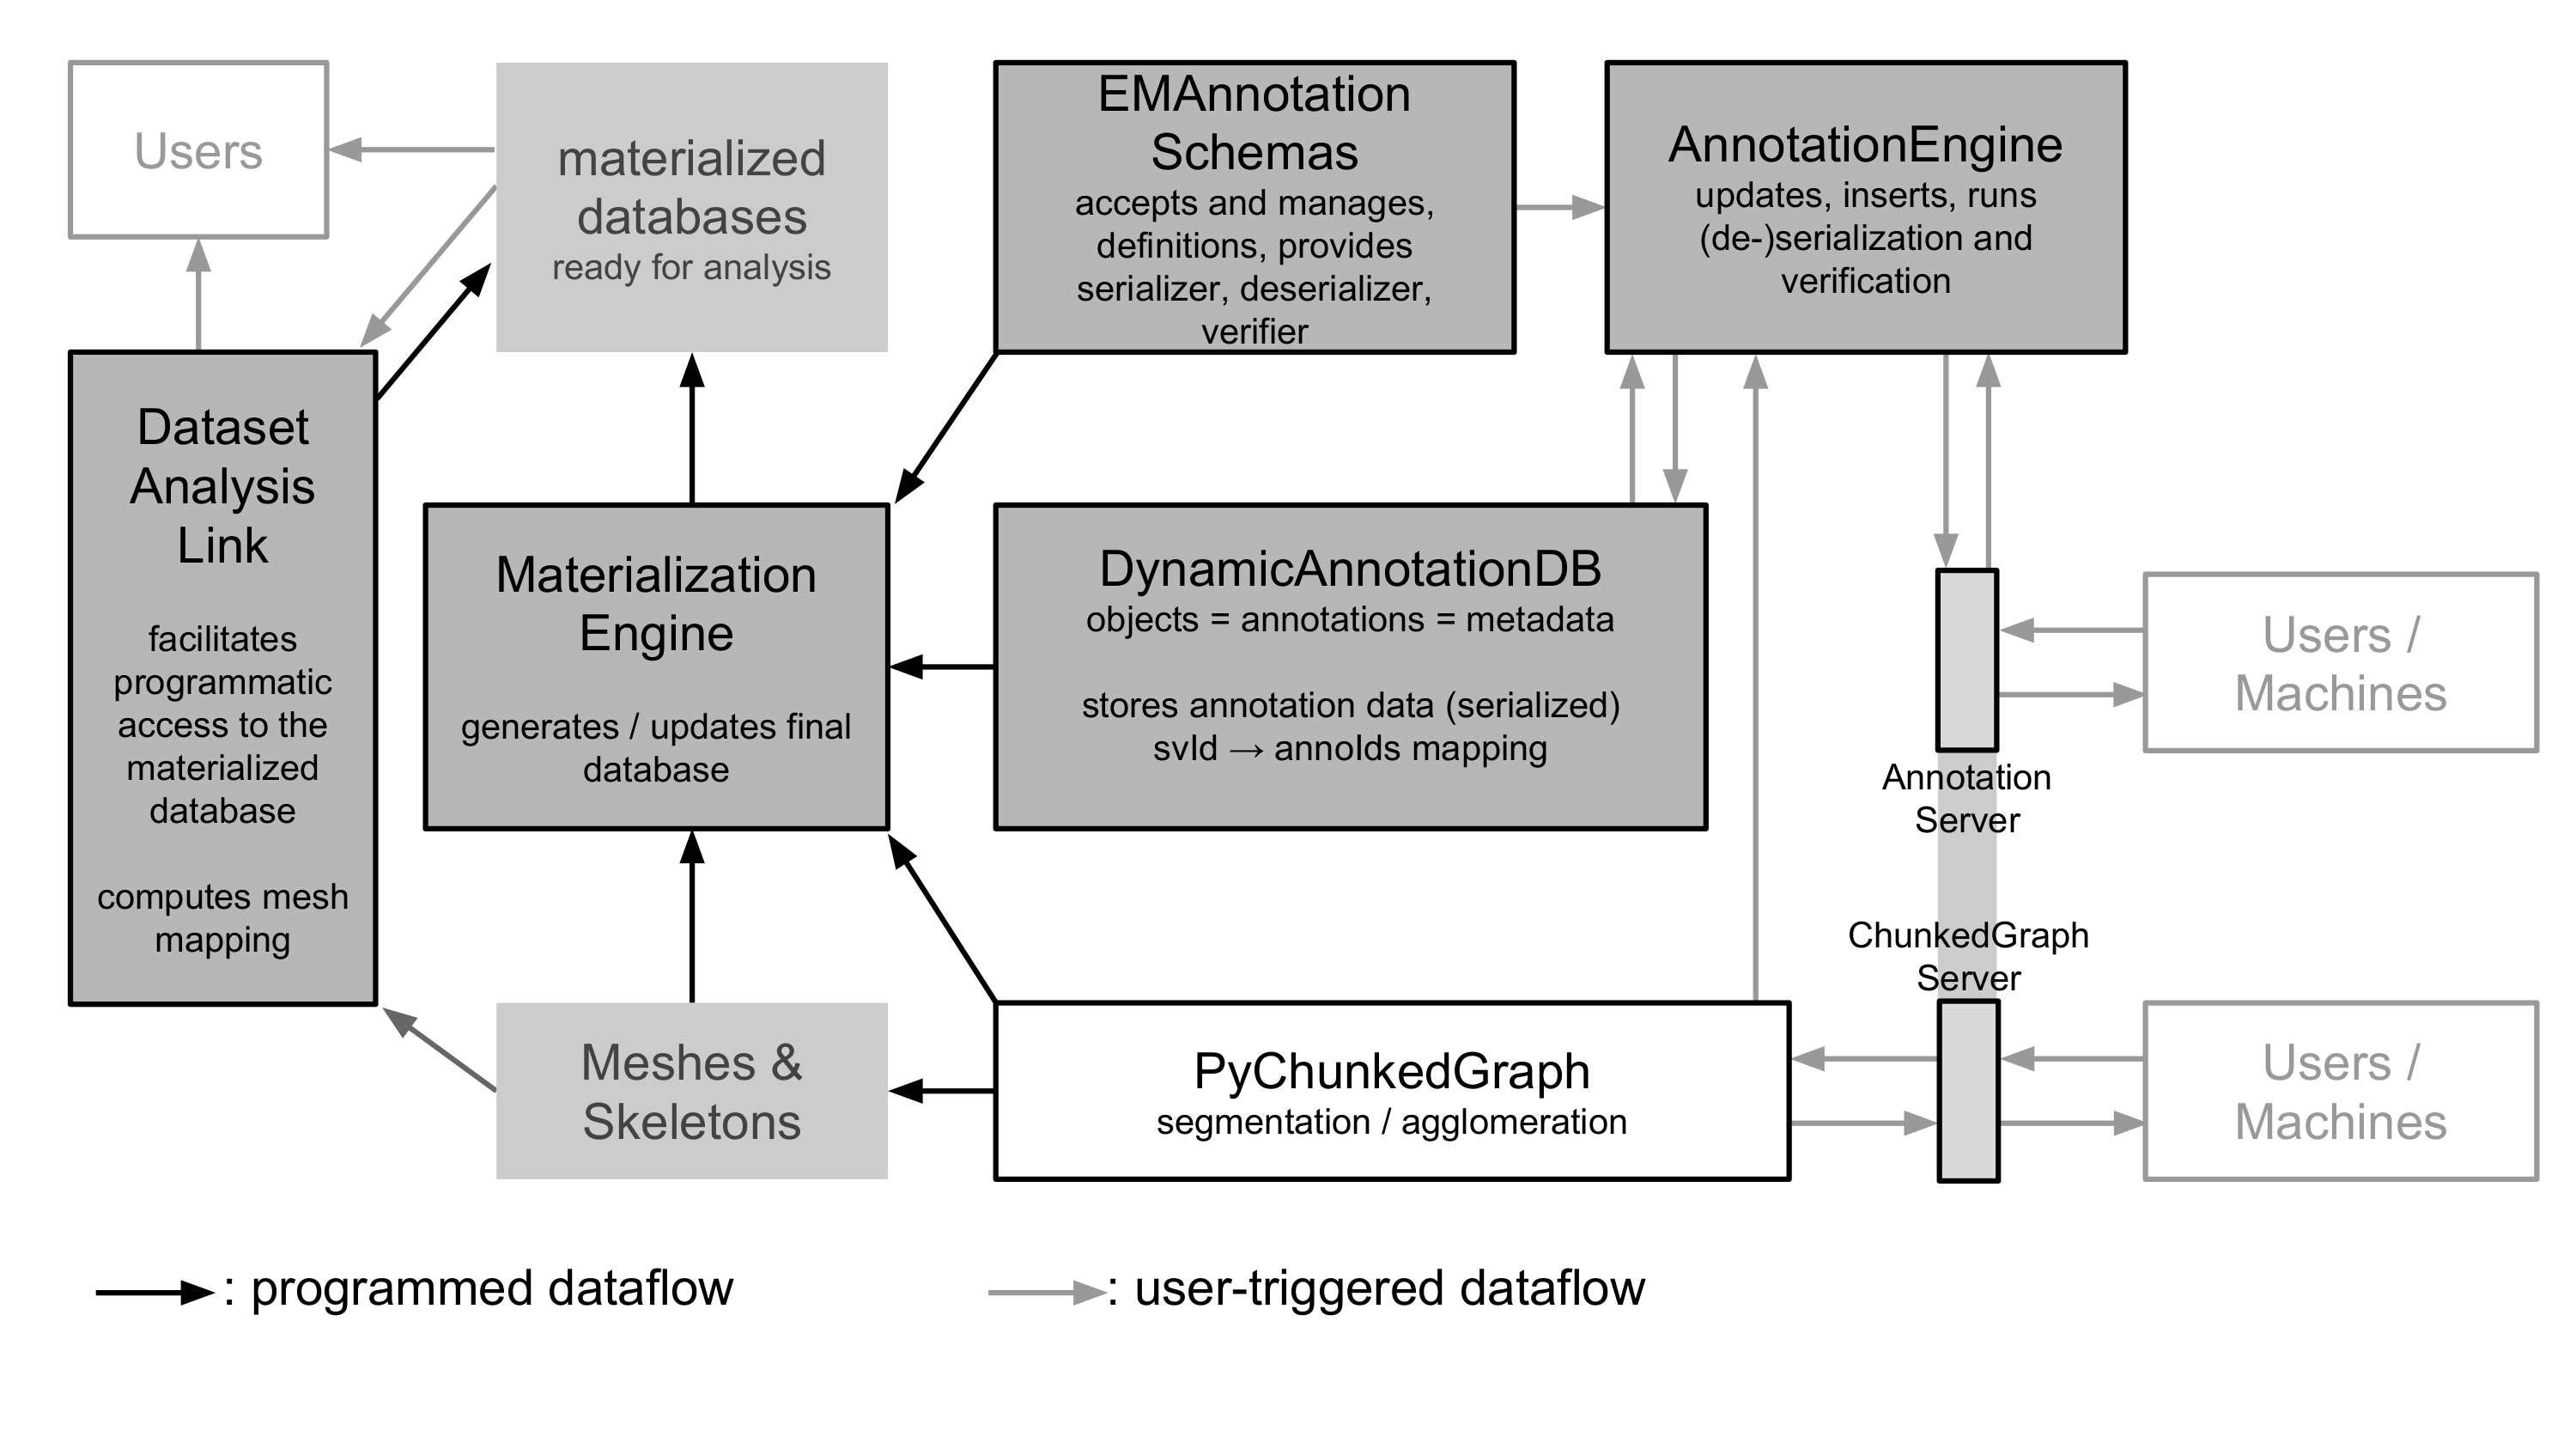 Users
materialized
databases
ready for analysis
EMAnnotation
Schemas
accepts and manages,
definitions, provides
serializer, deserializer,
verifier
AnnotationEngine
updates, inserts, runs
(de-)serialization and
verification
Dataset
Analysis
Link
facilitates
programmatic
access to the
materialized
database
computes mesh
mapping
Materialization
Engine
generates / updates final
database
DynamicAnnotationDB
objects = annotations = metadata
stores annotation data (serialized)
svId → annoIds mapping
Users /
Machines
Annotation
Server
ChunkedGraph
Server
Meshes &
Skeletons
PyChunkedGraph
segmentation / agglomeration
Users /
Machines
: programmed dataflow
: user-triggered dataflow